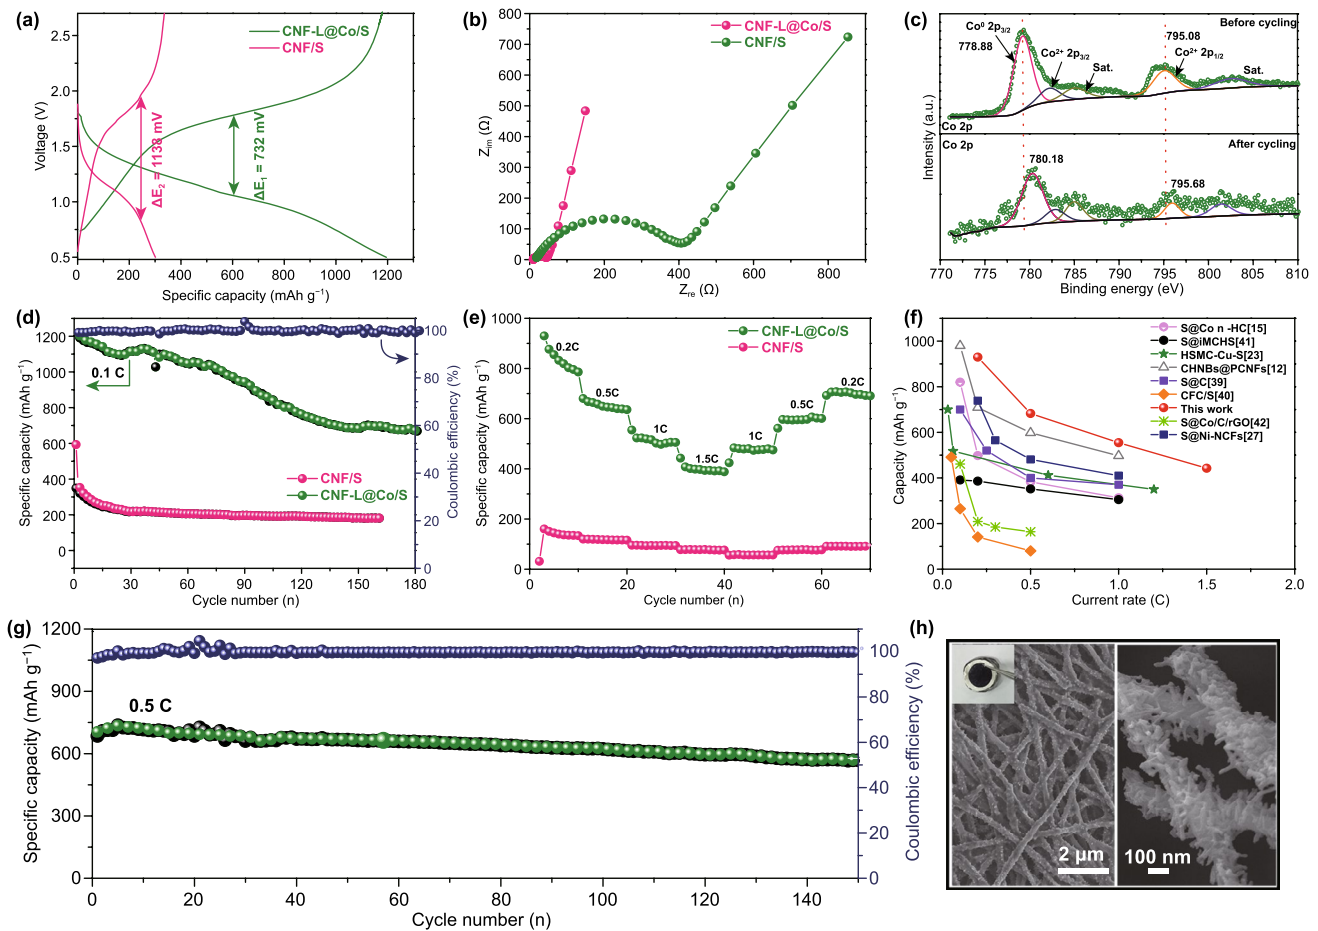 (a)
CNF-L@Co/S
CNF/S
ΔE₂ = 1138 mV
ΔE₁ = 732 mV
Voltage (V)
2.5
2.0
1.5
1.0
0.5
0 200 400 600 800 1000 1200
Specific capacity (mAh g⁻¹)
(b)
CNF-L@Co/S
CNF/S
Zim (Ω)
800
700
600
500
400
300
200
100
0
0 200 400 600 800
Zre (Ω)
(c)
Before cycling
Co⁰ 2p3/2
778.88
Co²⁺ 2p3/2
Sat.
795.08
Co²⁺ 2p1/2
Sat.
Co 2p
Co 2p
After cycling
780.18
795.68
Intensity (a.u.)
770 775 780 785 790 795 800 805 810
Binding energy (eV)
(d)
0.1 C
CNF/S
CNF-L@Co/S
Specific capacity (mAh g⁻¹)
1200
1000
800
600
400
200
0
Coulombic efficiency (%)
100
80
60
40
20
0
0 30 60 90 120 150 180
Cycle number (n)
(e)
CNF-L@Co/S
CNF/S
0.2C
0.5C
1C
1.5C
1C
0.5C
0.2C
Specific capacity (mAh g⁻¹)
1000
800
600
400
200
0
0 20 40 60
Cycle number (n)
(f)
S@Co n -HC[15]
S@iMCHS[41]
HSMC-Cu-S[23]
CHNBs@PCNFs[12]
S@C[39]
CFC/S[40]
This work
S@Co/C/rGO[42]
S@Ni-NCFs[27]
Capacity (mAh g⁻¹)
1000
800
600
400
200
0
0.0 0.5 1.0 1.5 2.0
Current rate (C)
(g)
0.5 C
Specific capacity (mAh g⁻¹)
1200
900
600
300
0
Coulombic efficiency (%)
100
80
60
40
20
0
0 20 40 60 80 100 120 140
Cycle number (n)
(h)
2 μm
100 nm